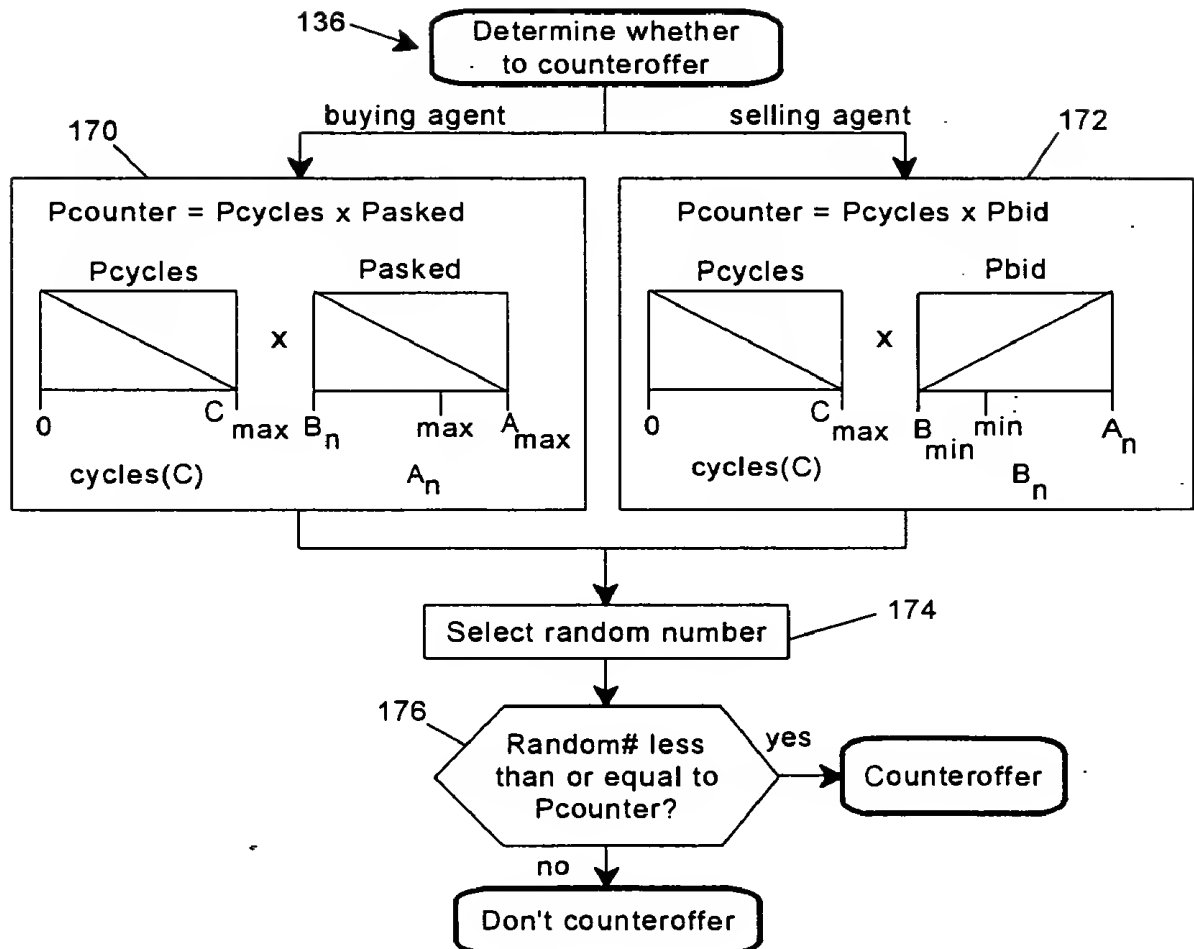 136
Determine whether
to counteroffer
buying agent
selling agent
170
172
Pcounter = Pcycles x Pasked
Pcycles
Pasked
x
0
C max
B n
max
A max
cycles(C)
A n
Pcounter = Pcycles x Pbid
Pcycles
Pbid
x
0
C max
B min
min
A n
cycles(C)
B n
Select random number
174
176
Random# less
than or equal to
Pcounter?
yes
Counteroffer
no
Don't counteroffer